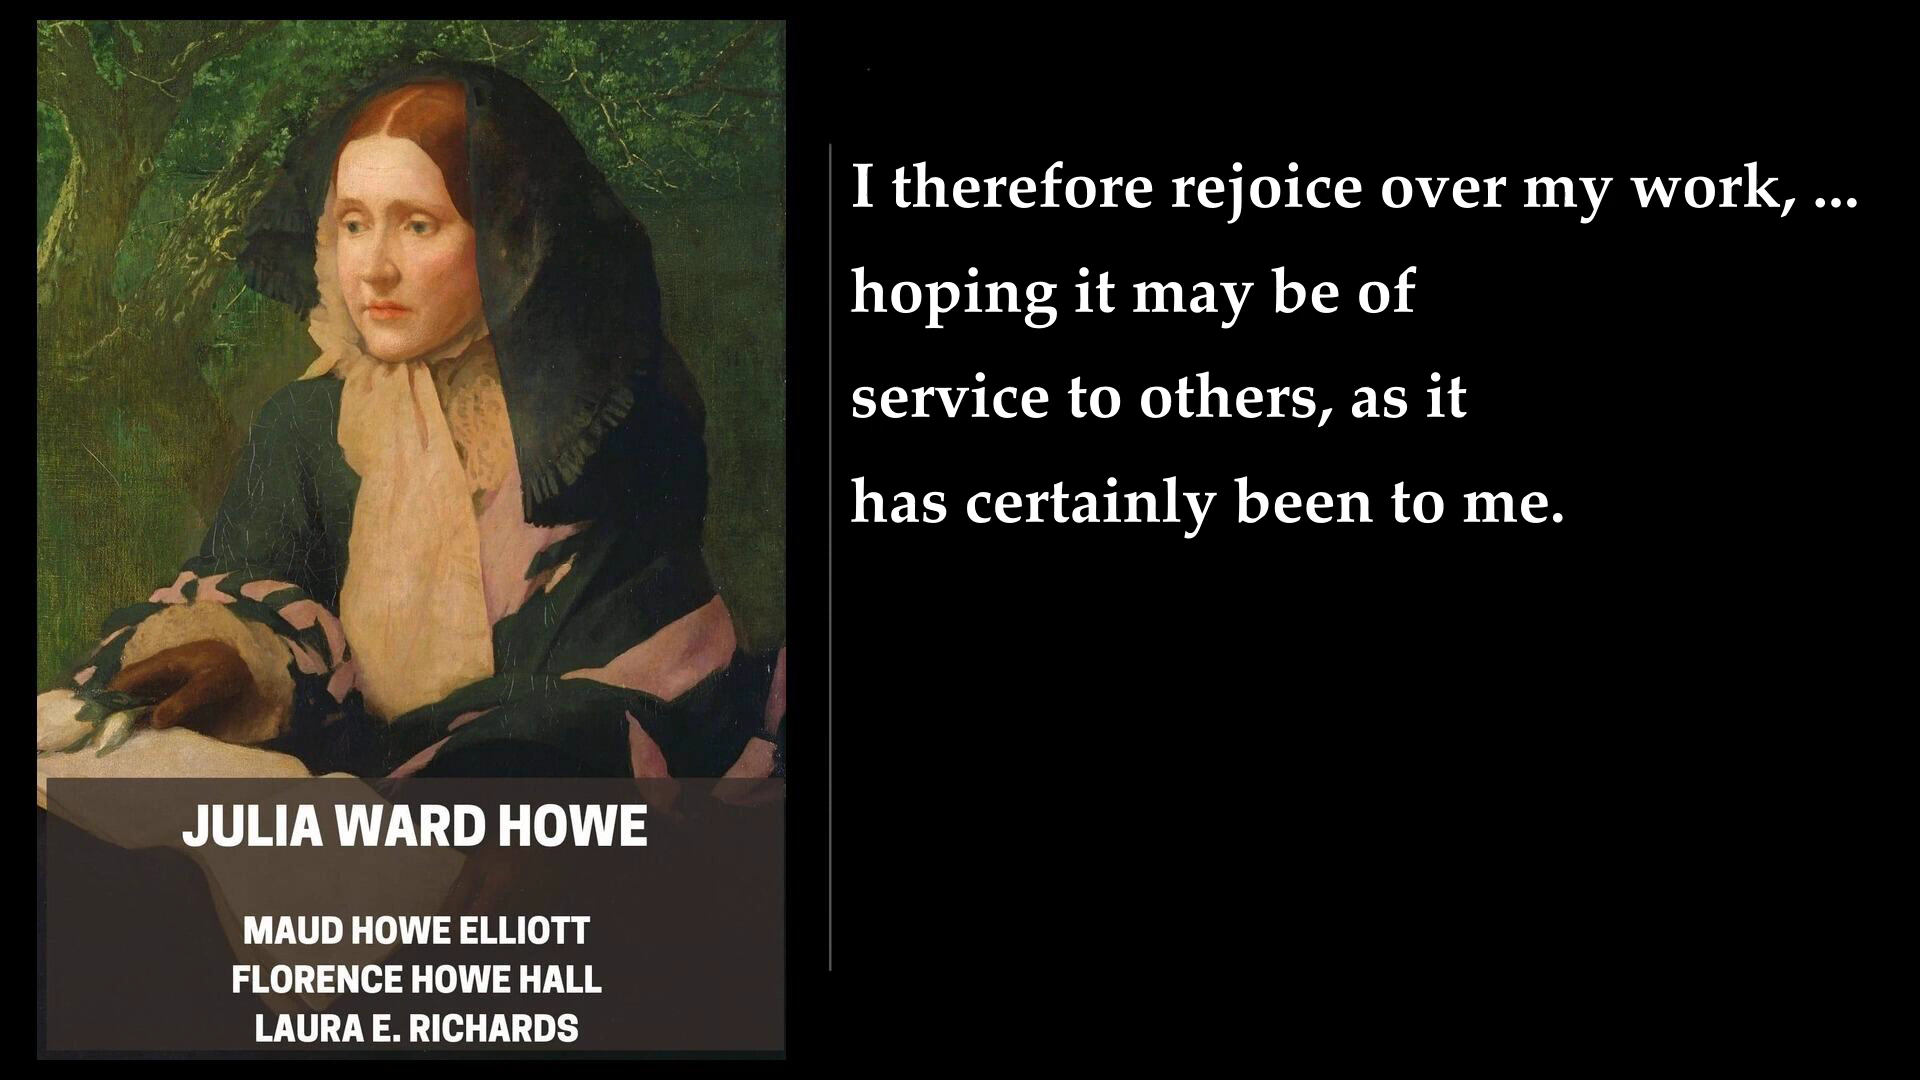 I therefore rejoice over my work, ...
hoping it may be of
service to others, as it
has certainly been to me.
JULIA WARD HOWE
MAUD HOWE ELLIOTT
FLORENCE HOWE HALL
LAURA E. RICHARDS